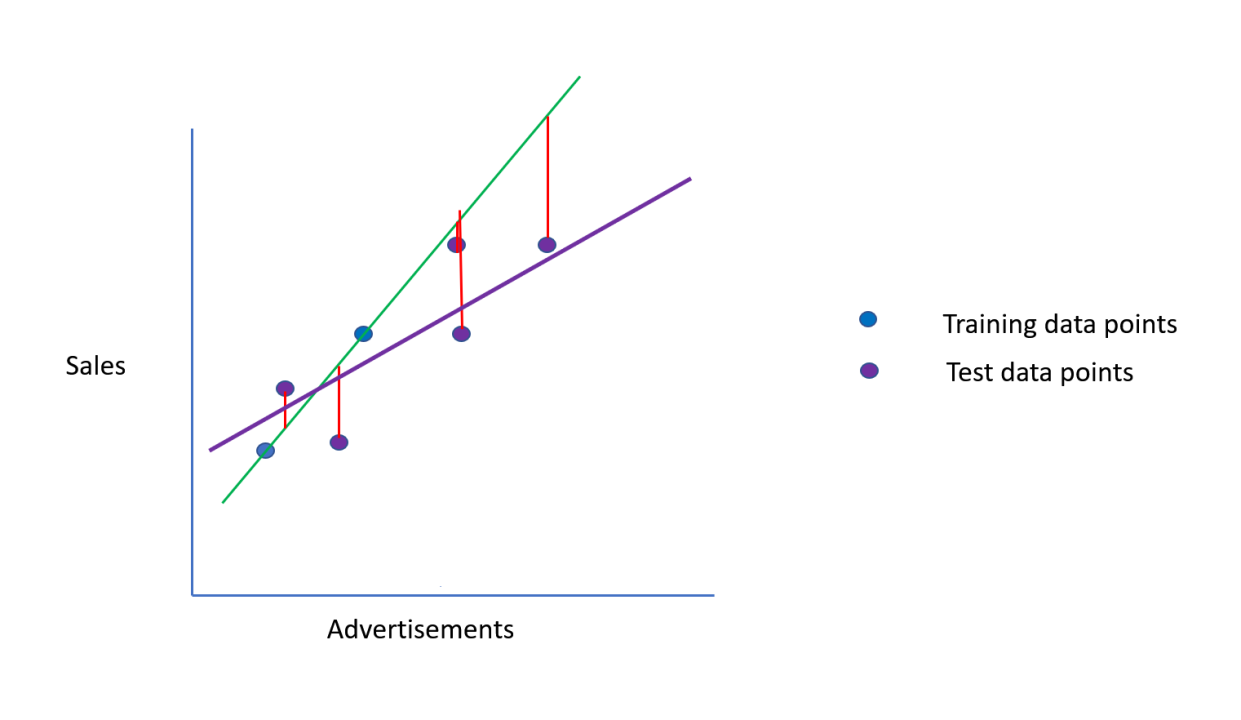 Training data points
Sales
Test data points
Advertisements